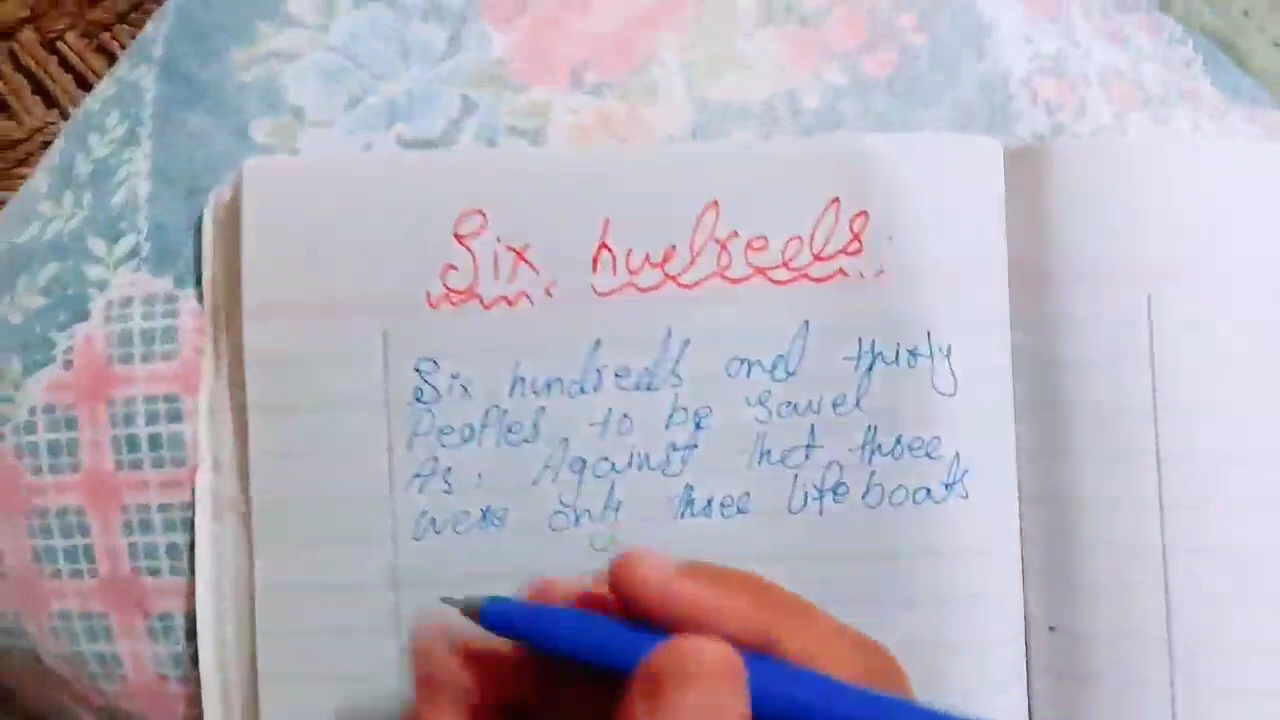 Six hundreds.
Six hundreds and thirty
Peoples to be saved
As. Against that three
were only three lifeboats